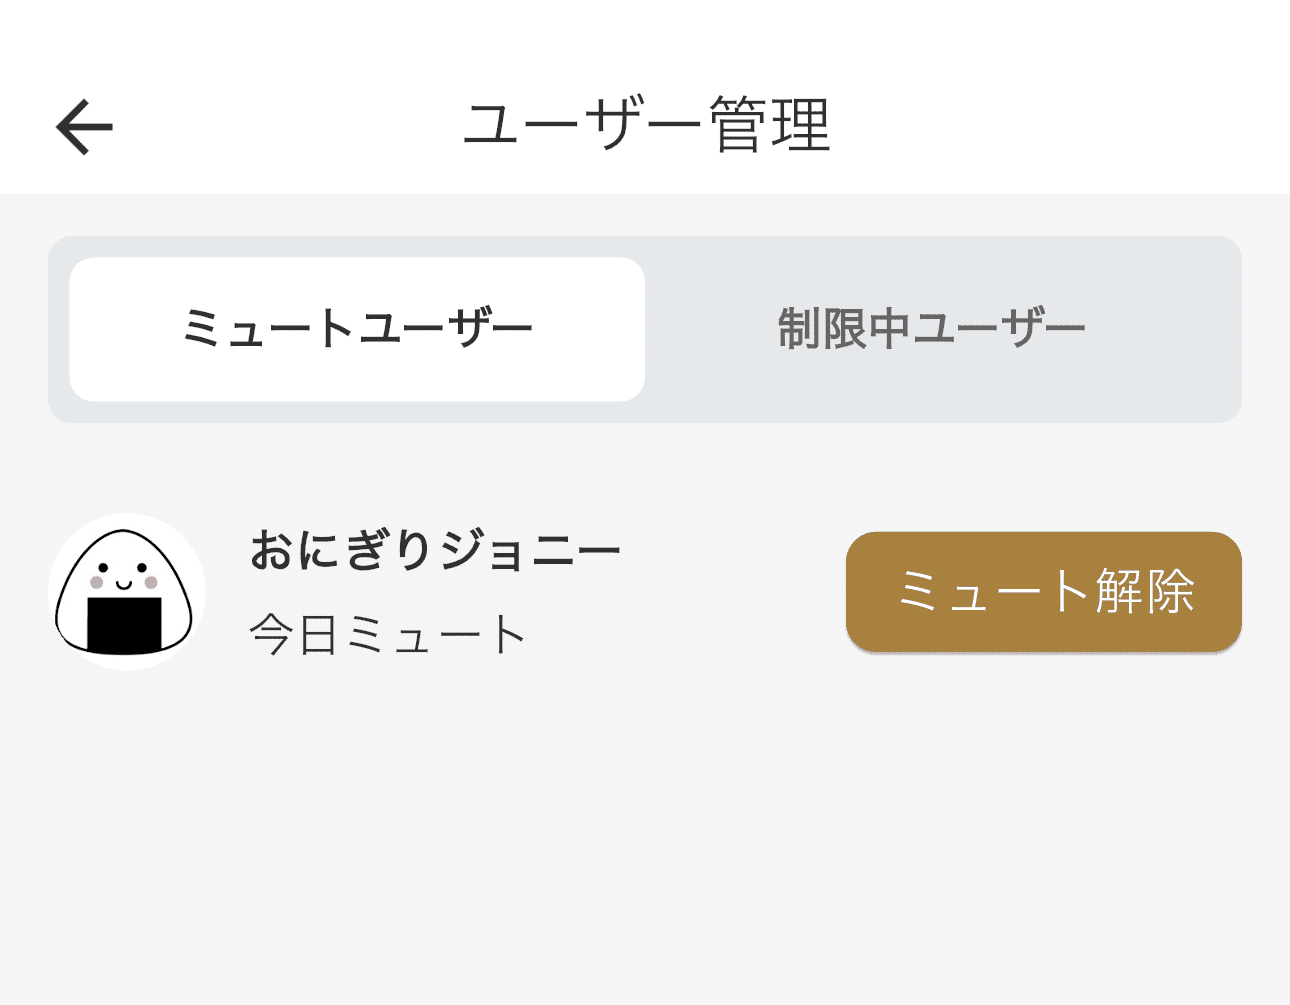 ユーザー管理
ミュートユーザー
制限中ユーザー
おにぎりジョニー
今日ミュート
ミュート解除